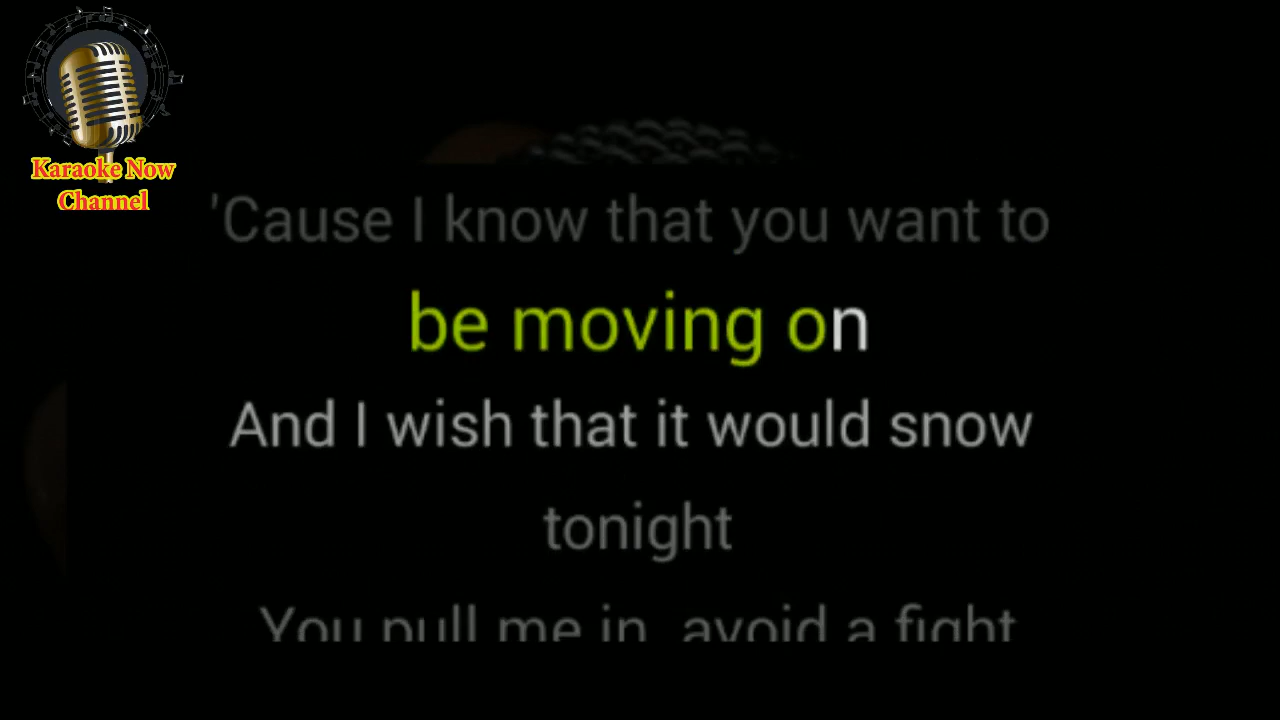 Karaoke Now
Channel
'Cause I know that you want to
be moving on
And I wish that it would snow
tonight
You pull me in, avoid a fight